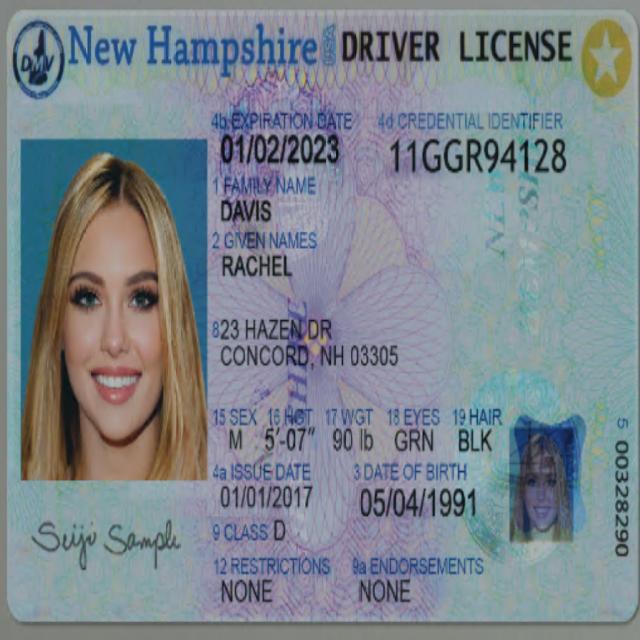 DMV
New Hampshire USA DRIVER LICENSE
4b EXPIRATION DATE 4d CREDENTIAL IDENTIFIER
01/02/2023 11GGR94128
1 FAMILY NAME
DAVIS
2 GIVEN NAMES
RACHEL
823 HAZEN DR
CONCORD, NH 03305
15 SEX 16 HGT 17 WGT 18 EYES 19 HAIR
M 5'-07" 90 lb GRN BLK
4a ISSUE DATE 3 DATE OF BIRTH
01/01/2017 05/04/1991
9 CLASS D
12 RESTRICTIONS 9a ENDORSEMENTS
NONE NONE
Seiji Sample
5 00328290